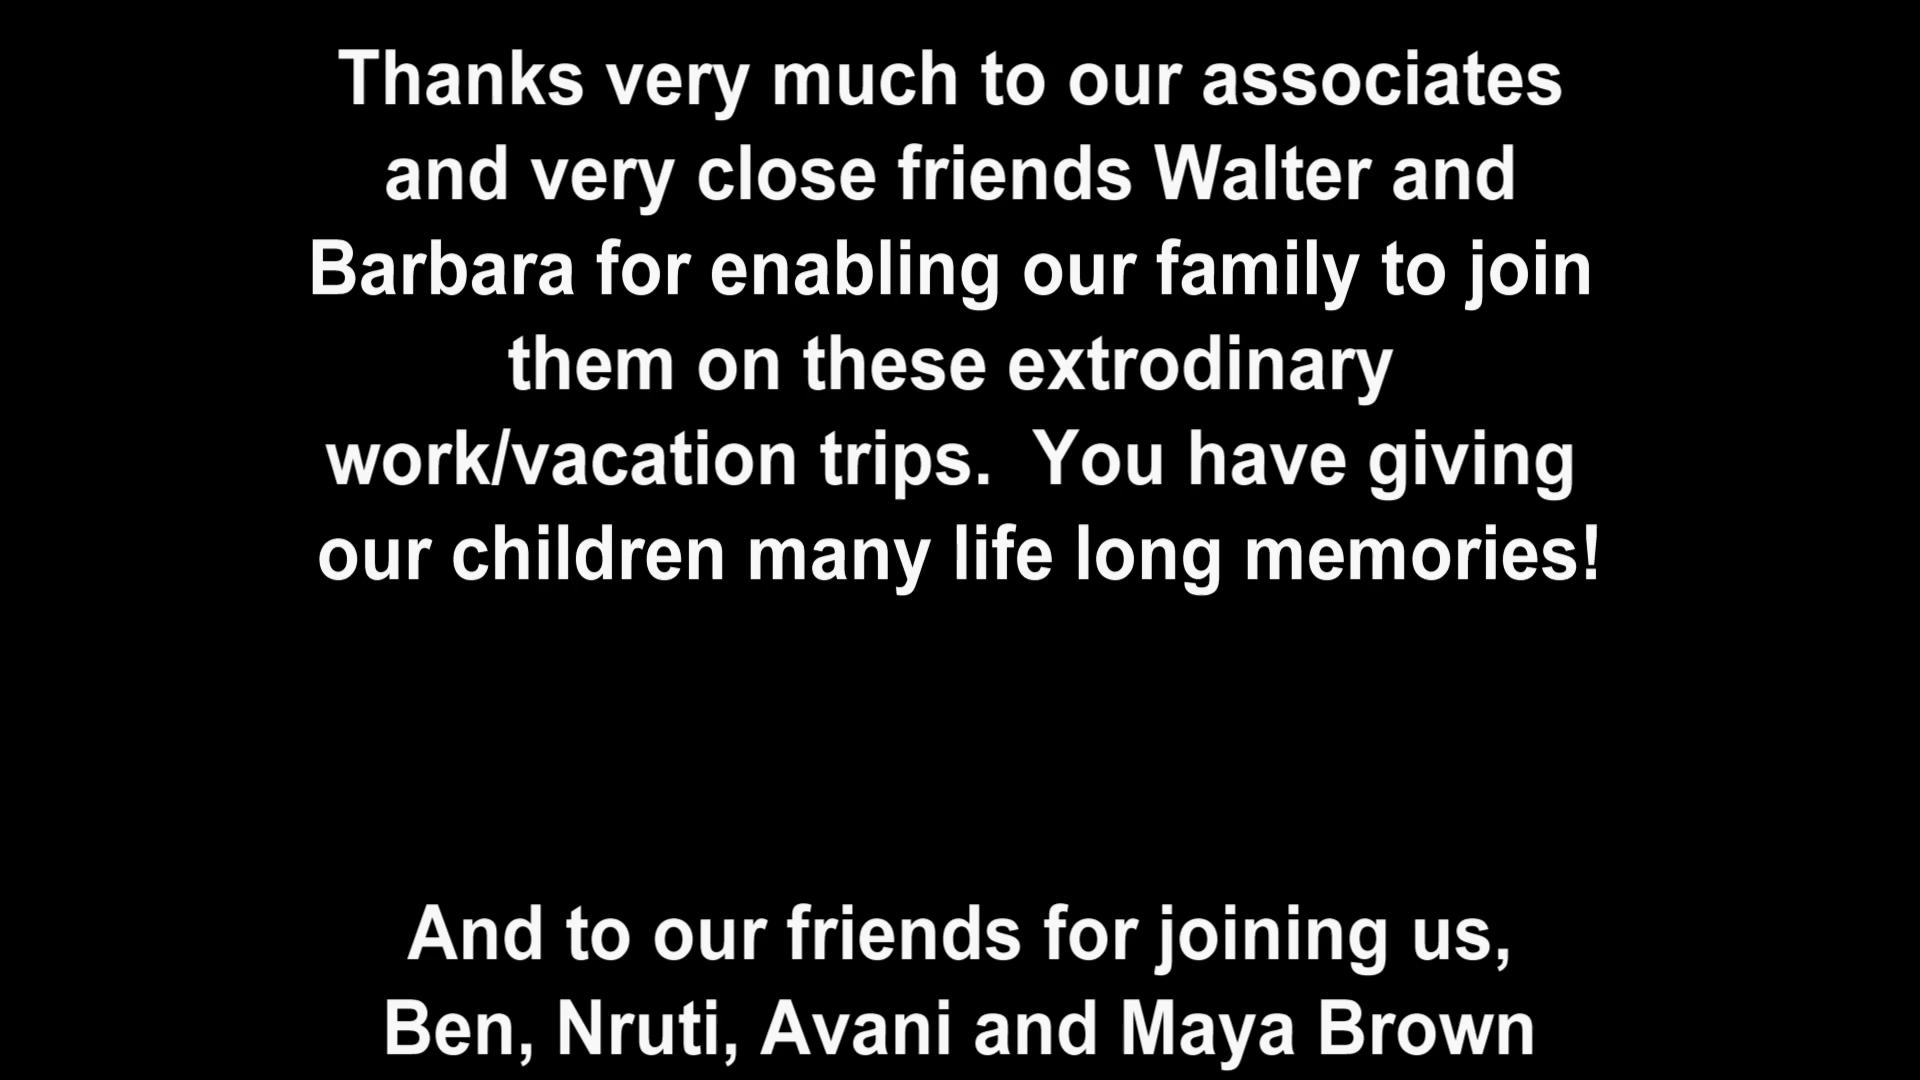 Thanks very much to our associates
and very close friends Walter and
Barbara for enabling our family to join
them on these extrodinary
work/vacation trips.  You have giving
our children many life long memories!
And to our friends for joining us,
Ben, Nruti, Avani and Maya Brown